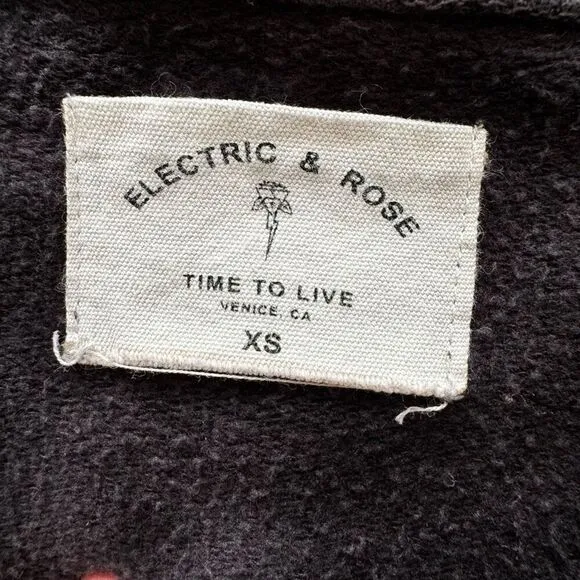 ELECTRIC & ROSE
TIME TO LIVE
VENICE, CA
XS